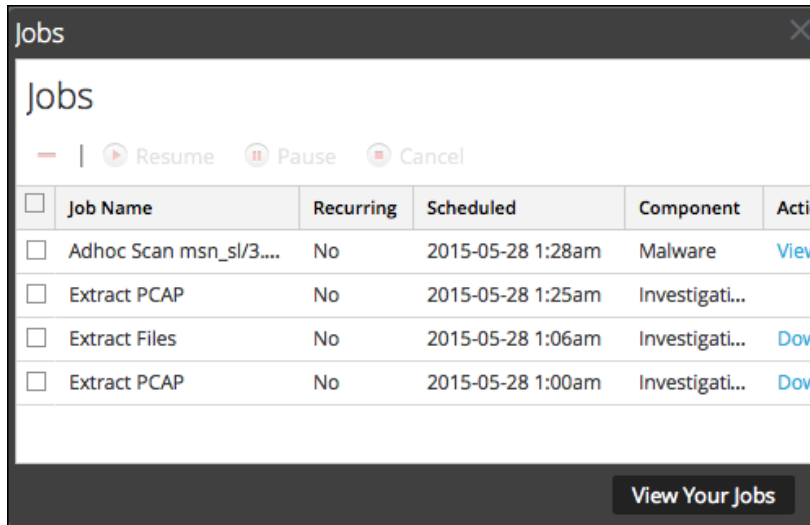 Jobs
Jobs
Resume Pause Cancel
Job Name Recurring Scheduled Component Acti
Adhoc Scan msn_sl/3.... No 2015-05-28 1:28am Malware View
Extract PCAP No 2015-05-28 1:25am Investigati...
Extract Files No 2015-05-28 1:06am Investigati... Dow
Extract PCAP No 2015-05-28 1:00am Investigati... Dow
View Your Jobs